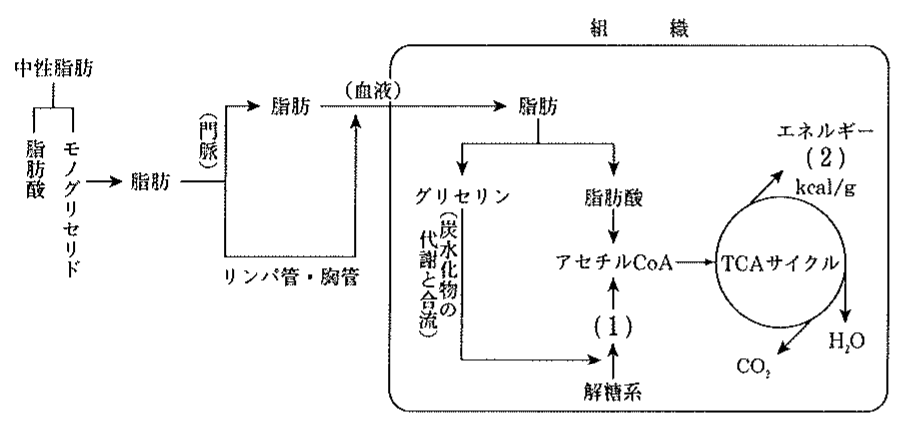 組織
中性脂肪
脂肪酸
モノグリセリド
脂肪
(門脈)
脂肪
(血液)
リンパ管・胸管
脂肪
グリセリン
脂肪酸
(炭水化物の
代謝と合流)
アセチルCoA
(1)
解糖系
TCAサイクル
エネルギー
(2)
kcal/g
CO₂
H₂O